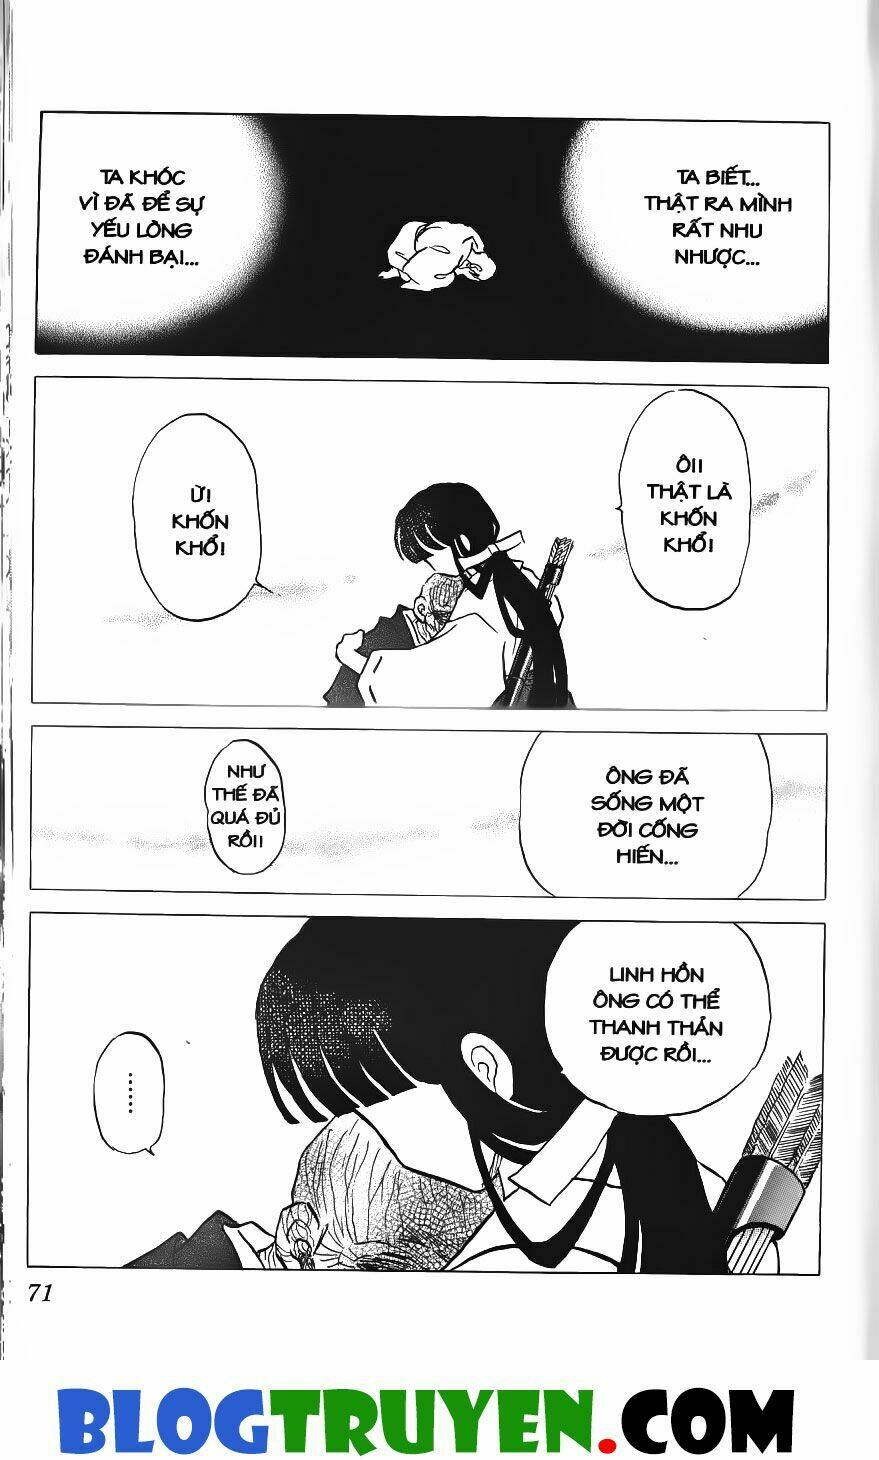 TA BIẾT...
THẬT RA MÌNH
RẤT NHU
NHƯỢC...
TA KHÓC
VÌ ĐÃ ĐỂ SỰ
YẾU LÒNG
ĐÁNH BẠI...
ÔI!
THẬT LÀ
KHỐN
KHỔ!
Ừ!
KHỐN
KHỔ!
ÔNG ĐÃ
SỐNG MỘT
ĐỜI CỐNG
HIẾN...
NHƯ
THẾ ĐÃ
QUÁ ĐỦ
RỒI!
LINH HỒN
ÔNG CÓ THỂ
THANH THẢN
ĐƯỢC RỒI...
.......
71
BLOGTRUYEN.COM